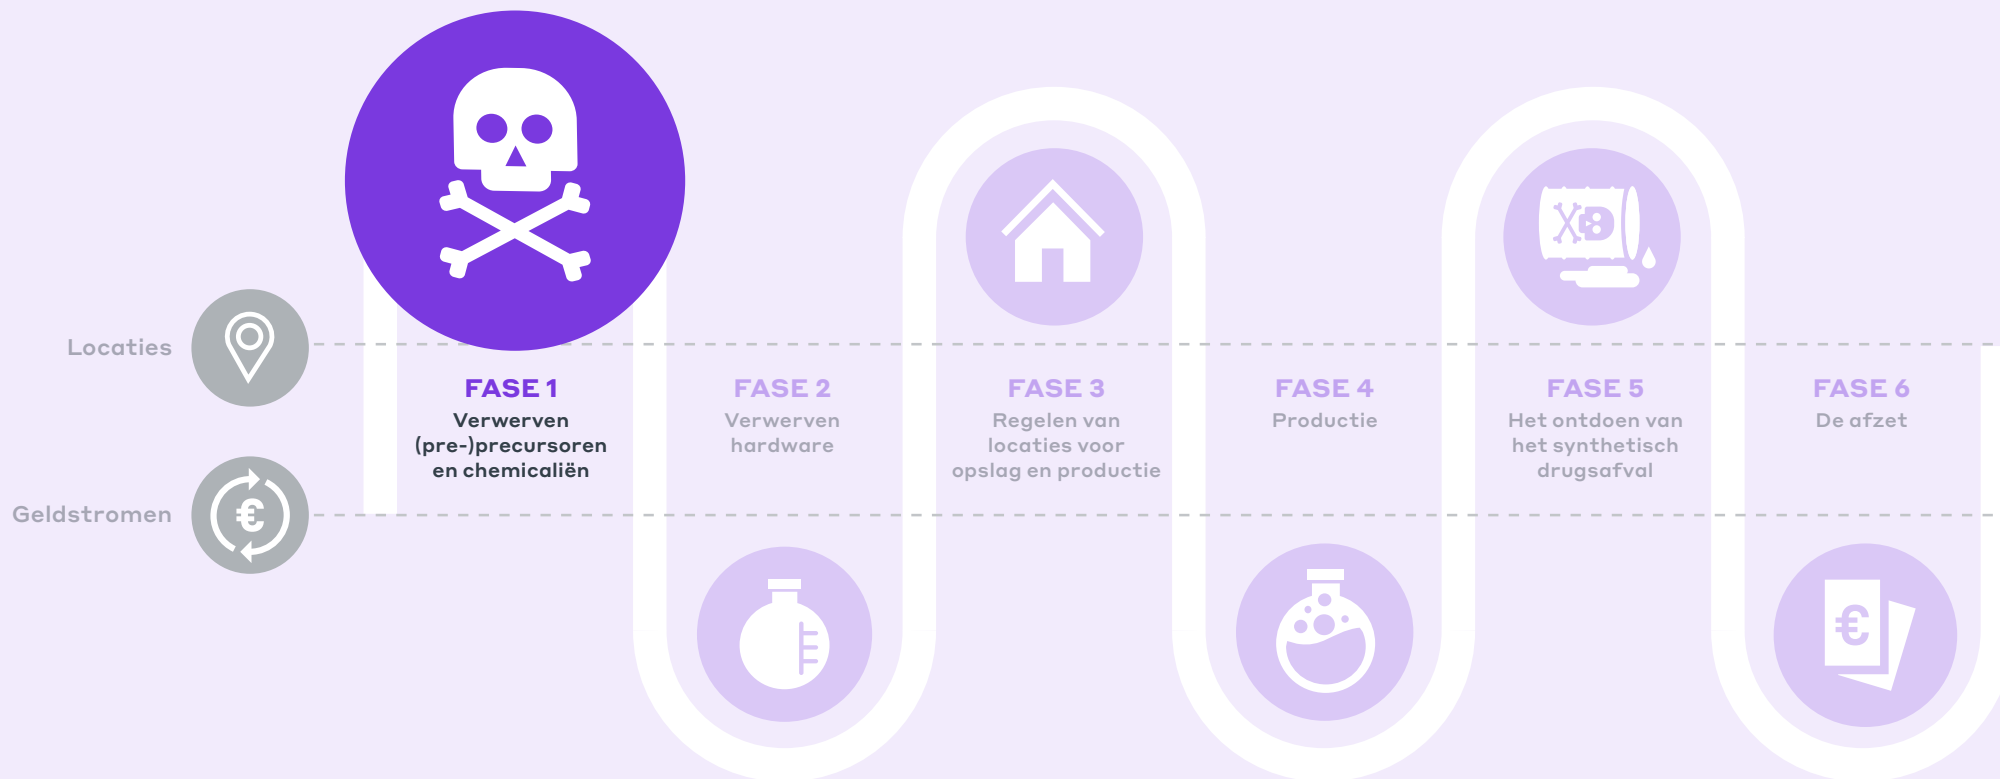 Locaties
Geldstromen
€
FASE 1
Verwerven
(pre-)precursoren
en chemicaliën
FASE 2
Verwerven
hardware
FASE 3
Regelen van
locaties voor
opslag en productie
FASE 4
Productie
FASE 5
Het ontdoen van
het synthetisch
drugsafval
FASE 6
De afzet
€